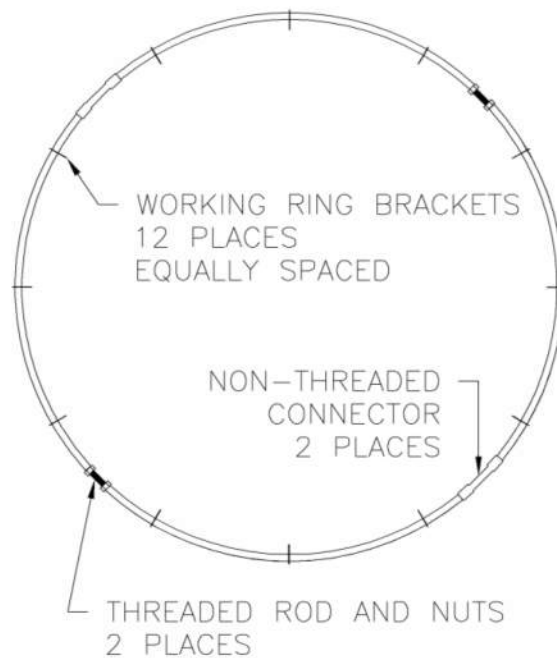 WORKING RING BRACKETS
12 PLACES
EQUALLY SPACED
NON-THREADED
CONNECTOR
2 PLACES
THREADED ROD AND NUTS
2 PLACES